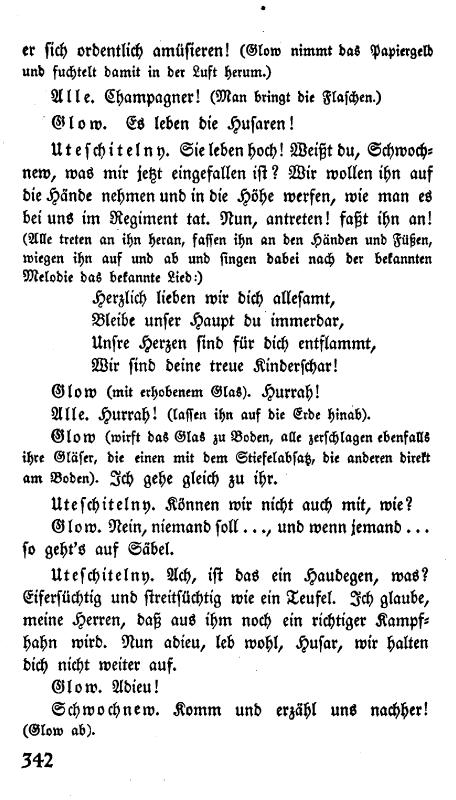 er sich ordentlich amüsieren! (Glow nimmt das Papiergeld
und fuchtelt damit in der Luft herum.)
Alle. Champagner! (Man bringt die Flaschen.)
Glow. Es leben die Husaren!
Uteschitelny. Sie leben hoch! Weißt du, Schwoch-
new, was mir jetzt eingefallen ist? Wir wollen ihn auf
die Hände nehmen und in die Höhe werfen, wie man es
bei uns im Regiment tat. Nun, antreten! faßt ihn an!
(Alle treten an ihn heran, fassen ihn an den Händen und Füßen,
wiegen ihn auf und ab und singen dabei nach der bekannten
Melodie das bekannte Lied:)
Herzlich lieben wir dich allesamt,
Bleibe unser Haupt du immerdar,
Unsre Herzen sind für dich entflammt,
Wir sind deine treue Kinderschar!
Glow (mit erhobenem Glas). Hurrah!
Alle. Hurrah! (lassen ihn auf die Erde hinab).
Glow (wirft das Glas zu Boden, alle zerschlagen ebenfalls
ihre Gläser, die einen mit dem Stiefelabsatz, die anderen direkt
am Boden). Ich gehe gleich zu ihr.
Uteschitelny. Können wir nicht auch mit, wie?
Glow. Nein, niemand soll ..., und wenn jemand ...
so geht's auf Säbel.
Uteschitelny. Ach, ist das ein Haudegen, was?
Eifersüchtig und streitsüchtig wie ein Teufel. Ich glaube,
meine Herren, daß aus ihm noch ein richtiger Kampf-
hahn wird. Nun adieu, leb wohl, Husar, wir halten
dich nicht weiter auf.
Glow. Adieu!
Schwochnew. Komm und erzähl uns nachher!
(Glow ab).
342